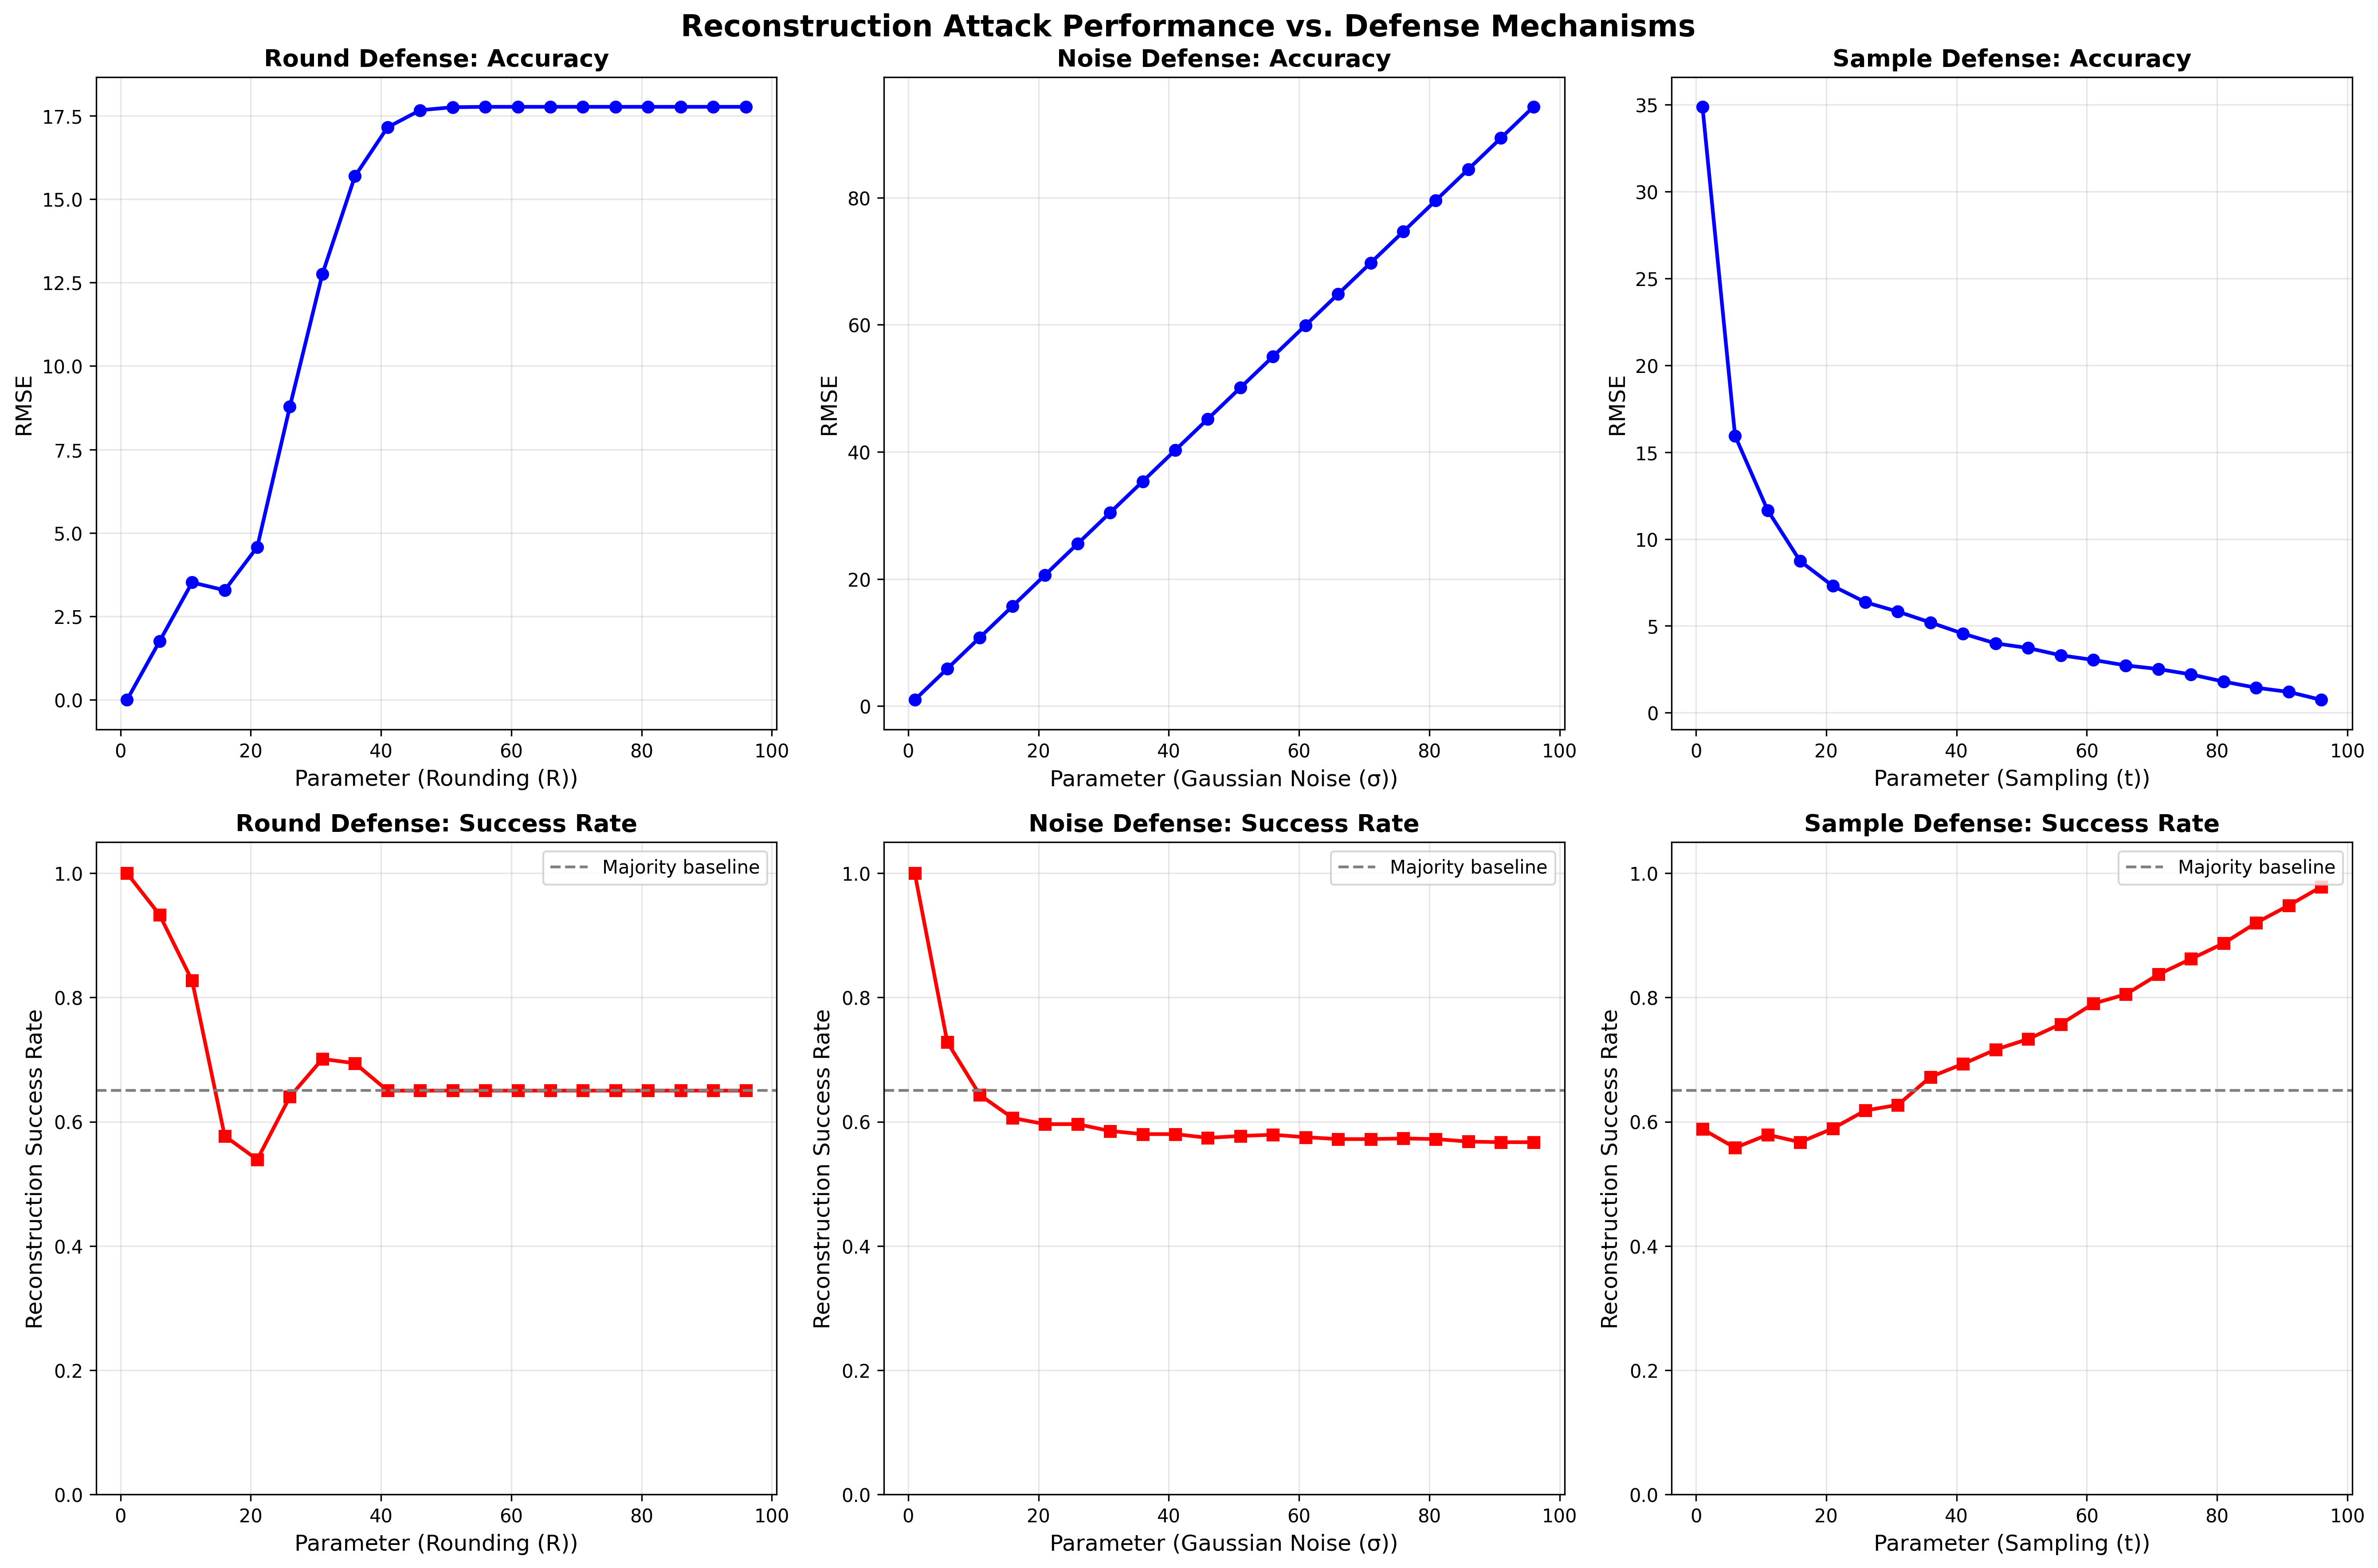 Reconstruction Attack Performance vs. Defense Mechanisms
Round Defense: Accuracy
RMSE
17.5
15.0
12.5
10.0
7.5
5.0
2.5
0.0
0 20 40 60 80 100
Parameter (Rounding (R))
Noise Defense: Accuracy
RMSE
80
60
40
20
0
0 20 40 60 80 100
Parameter (Gaussian Noise (σ))
Sample Defense: Accuracy
RMSE
35
30
25
20
15
10
5
0
0 20 40 60 80 100
Parameter (Sampling (t))
Round Defense: Success Rate
Majority baseline
Reconstruction Success Rate
1.0
0.8
0.6
0.4
0.2
0.0
0 20 40 60 80 100
Parameter (Rounding (R))
Noise Defense: Success Rate
Majority baseline
Reconstruction Success Rate
1.0
0.8
0.6
0.4
0.2
0.0
0 20 40 60 80 100
Parameter (Gaussian Noise (σ))
Sample Defense: Success Rate
Majority baseline
Reconstruction Success Rate
1.0
0.8
0.6
0.4
0.2
0.0
0 20 40 60 80 100
Parameter (Sampling (t))